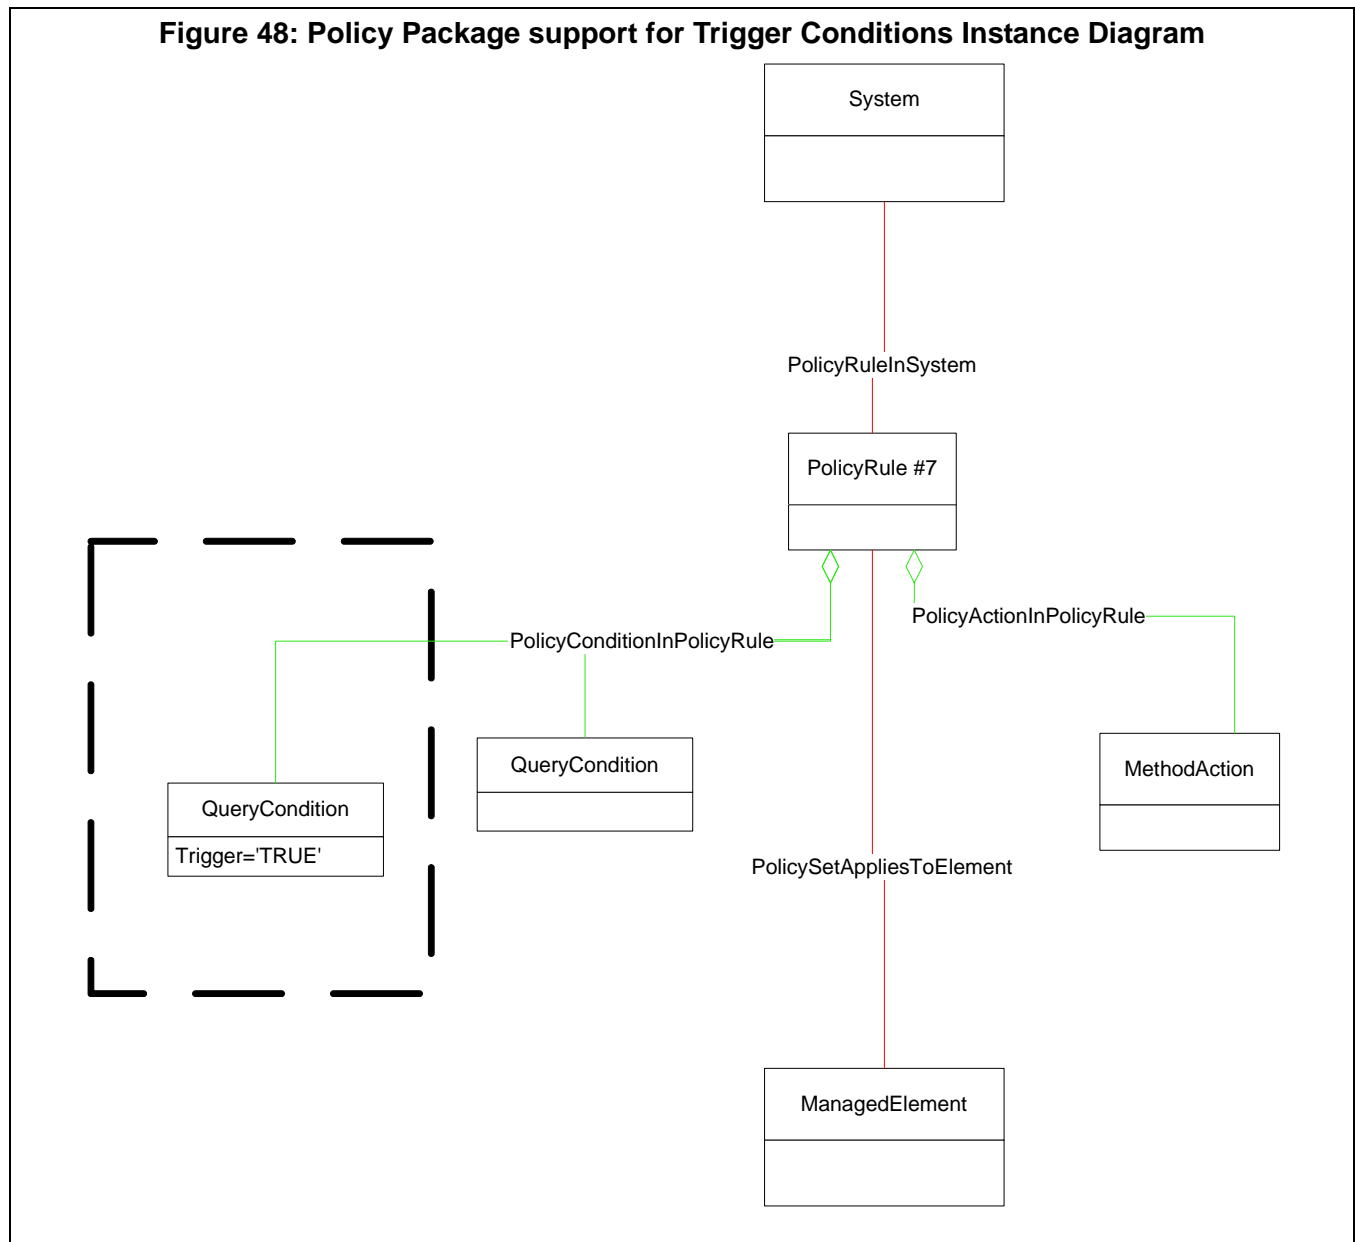 Figure 48: Policy Package support for Trigger Conditions Instance Diagram
System
PolicyRuleInSystem
PolicyRule #7
PolicyActionInPolicyRule
PolicyConditionInPolicyRule
QueryCondition
MethodAction
QueryCondition
Trigger='TRUE'
PolicySetAppliesToElement
ManagedElement